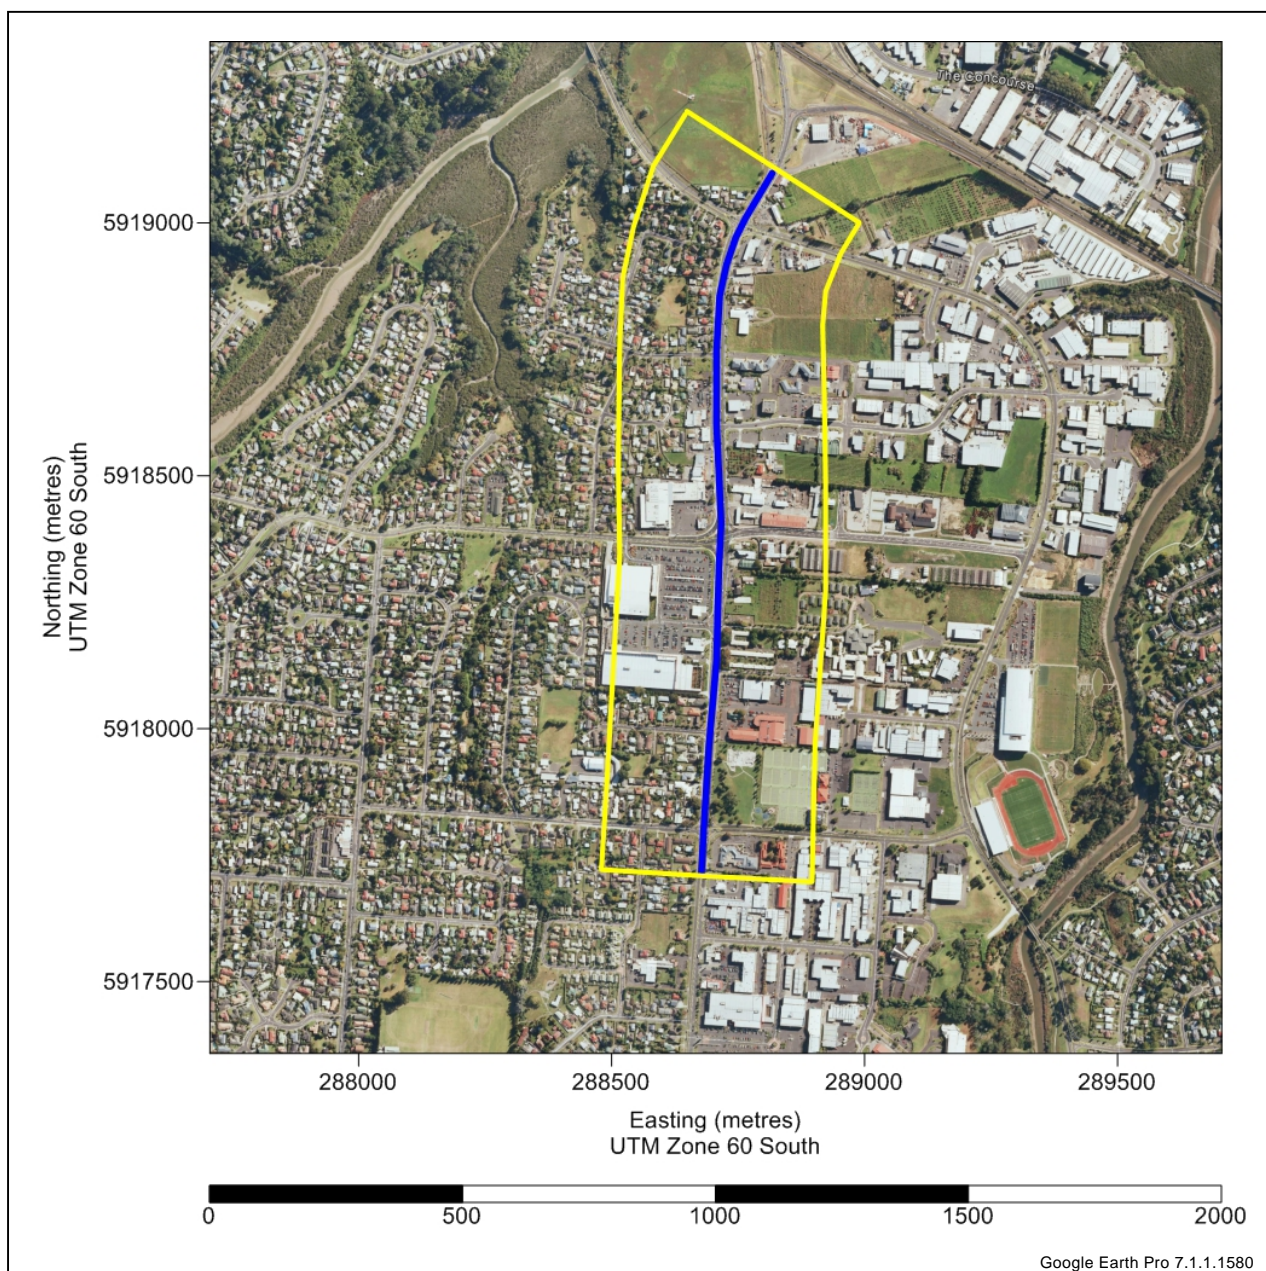 The Concourse
5919000
5918500
5918000
5917500
Northing (metres)
UTM Zone 60 South
288000
288500
289000
289500
Easting (metres)
UTM Zone 60 South
0
500
1000
1500
2000
Google Earth Pro 7.1.1.1580